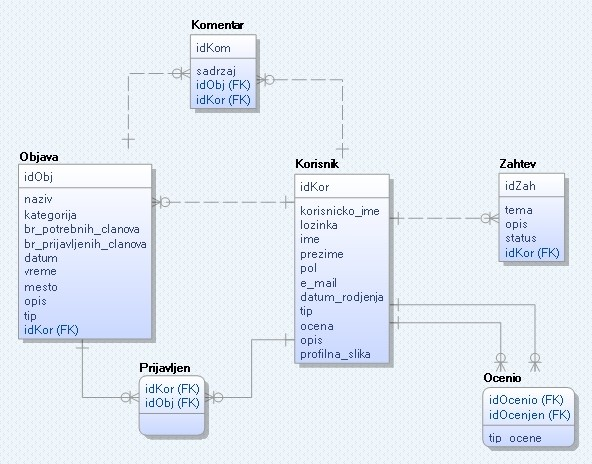 Komentar
idKom
sadrzaj
idObj (FK)
idKor (FK)
Objava
idObj
naziv
kategorija
br_potrebnih_clanova
br_prijavljenih_clanova
datum
vreme
mesto
opis
tip
idKor (FK)
Korisnik
idKor
korisnicko_ime
lozinka
ime
prezime
pol
e_mail
datum_rodjenja
tip
ocena
opis
profilna_slika
Zahtev
idZah
tema
opis
status
idKor (FK)
Prijavljen
idKor (FK)
idObj (FK)
Ocenio
idOcenio (FK)
idOcenjen (FK)
tip_ocene